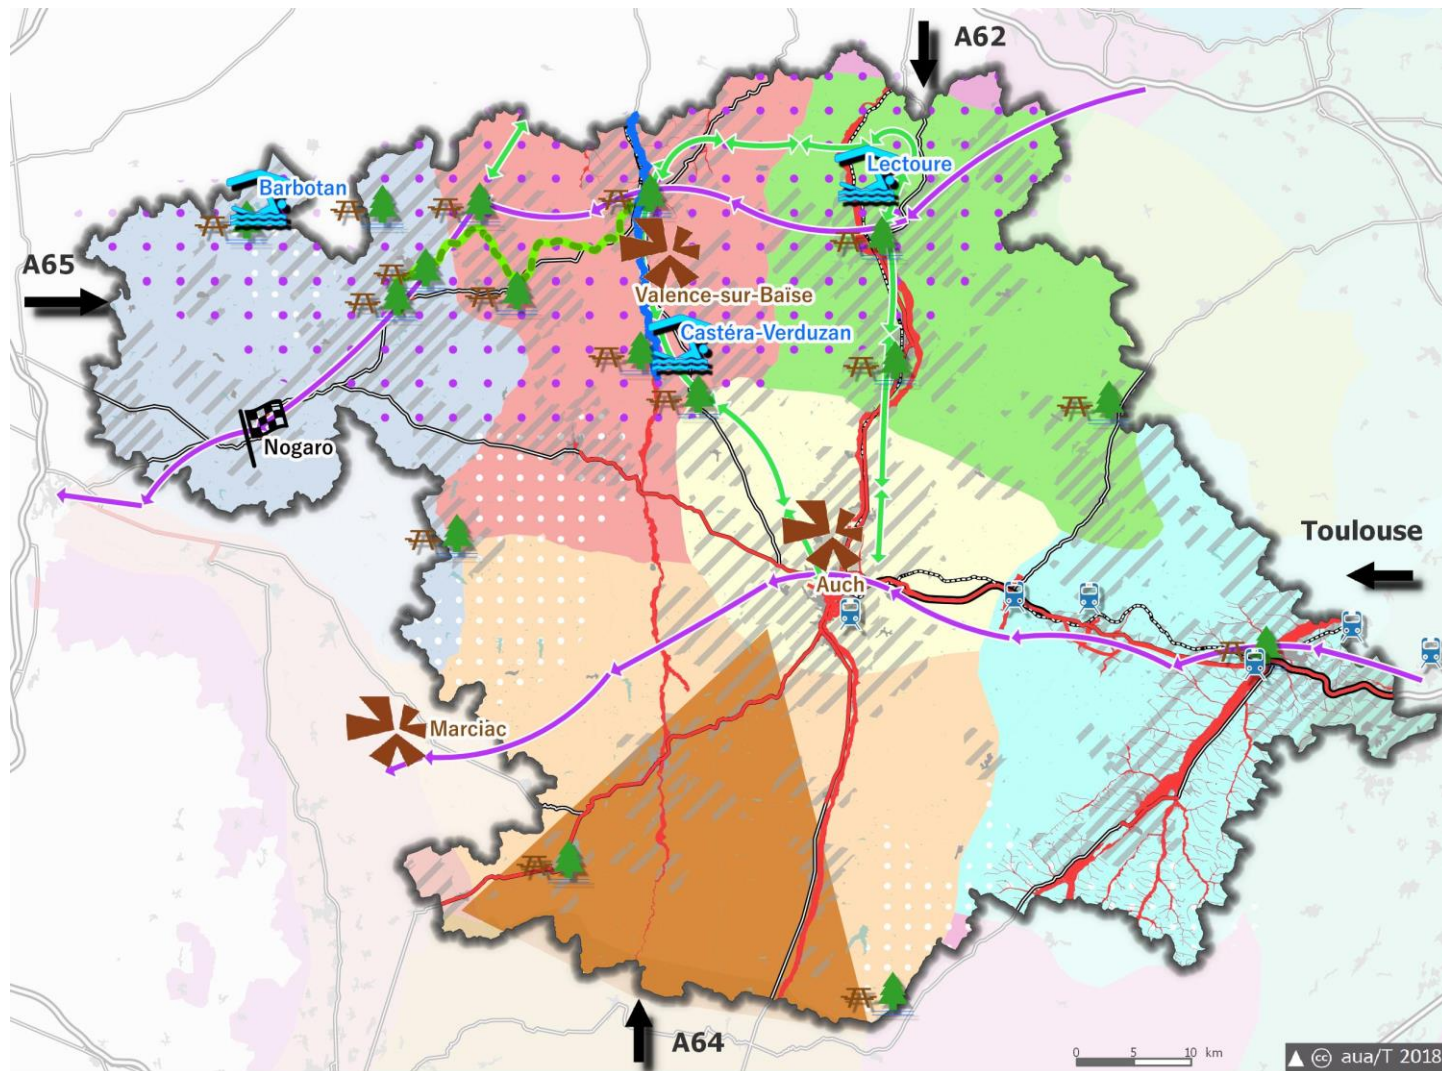 A62
Lectoure
Barbotan
A65
Valence-sur-Baïse
Castéra-Verduzan
Nogaro
Toulouse
Auch
Marciac
A64
0 5 10 km
cc aua/T 2018